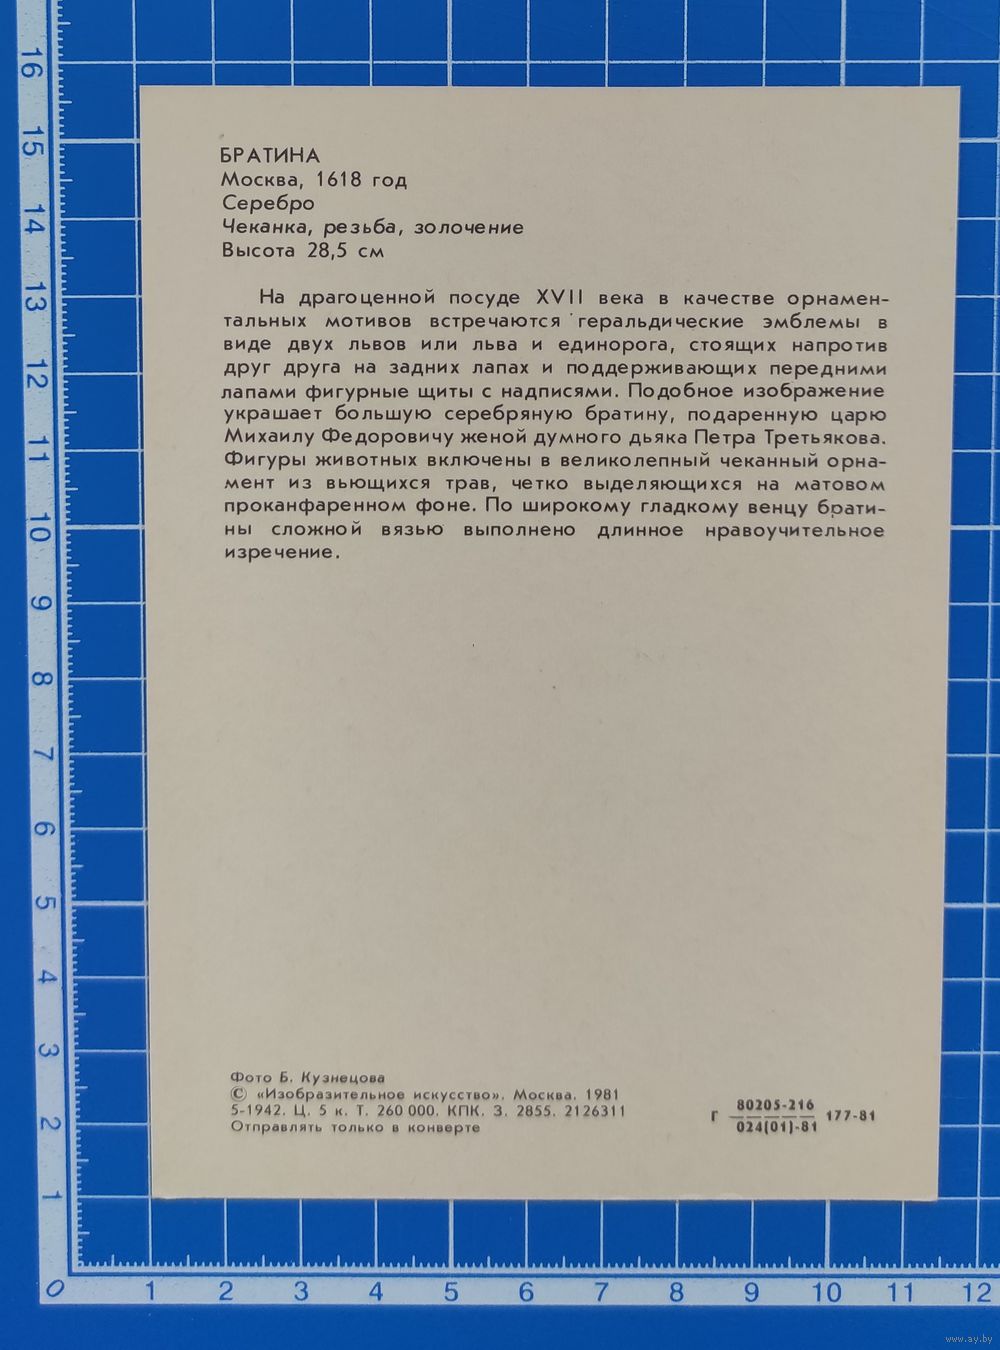 БРАТИНА
Москва, 1618 год
Серебро
Чеканка, резьба, золочение
Высота 28,5 см
На драгоценной посуде XVII века в качестве орнамен-
тальных мотивов встречаются геральдические эмблемы в
виде двух львов или льва и единорога, стоящих напротив
друг друга на задних лапах и поддерживающих передними
лапами фигурные щиты с надписями. Подобное изображение
украшает большую серебряную братину, подаренную царю
Михаилу Федоровичу женой думного дьяка Петра Третьякова.
Фигуры животных включены в великолепный чеканный орна-
мент из вьющихся трав, четко выделяющихся на матовом
проканфаренном фоне. По широкому гладкому венцу брати-
ны сложной вязью выполнено длинное нравоучительное
изречение.
Фото Б. Кузнецова
© «Изобразительное искусство». Москва. 1981
5-1942. Ц. 5 к. Т. 260 000. КПК. З. 2855. 2126311
Отправлять только в конверте
Г 80205-216 177-81
024(01)-81
16
15
14
13
12
11
10
9
8
7
6
5
4
3
2
1
0 1 2 3 4 5 6 7 8 9 10 11 12
www.ay.by